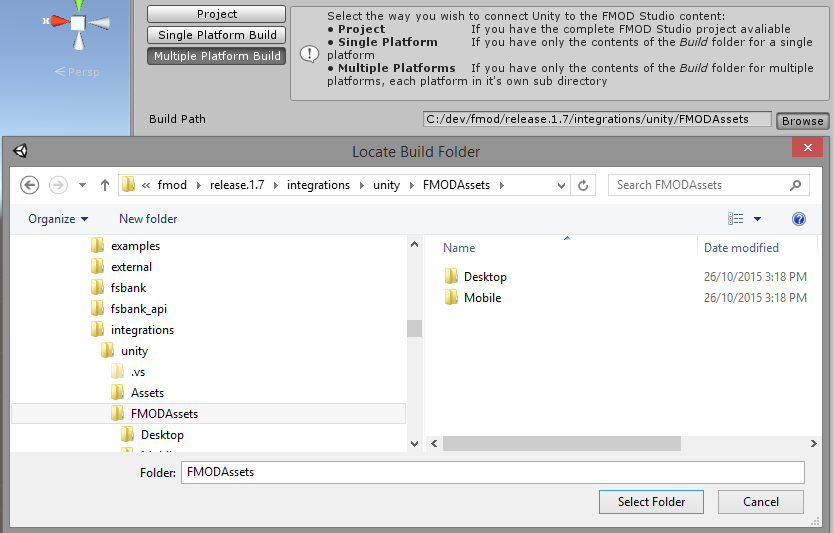 Project
Single Platform Build
Multiple Platform Build
Select the way you wish to connect Unity to the FMOD Studio content:
● Project If you have the complete FMOD Studio project avaliable
● Single Platform If you have only the contents of the Build folder for a single
platform
● Multiple Platforms If you have only the contents of the Build folder for multiple
platforms, each platform in it's own sub directory
x
< Persp
Build Path
C:/dev/fmod/release.1.7/integrations/unity/FMODAssets
Browse
Locate Build Folder
« fmod › release.1.7 › integrations › unity › FMODAssets ›
Search FMODAssets
Organize
New folder
examples
external
fsbank
fsbank_api
integrations
unity
.vs
Assets
FMODAssets
Desktop
Name Date modified
Desktop 26/10/2015 3:18 PM
Mobile 26/10/2015 3:18 PM
Folder: FMODAssets
Select Folder
Cancel